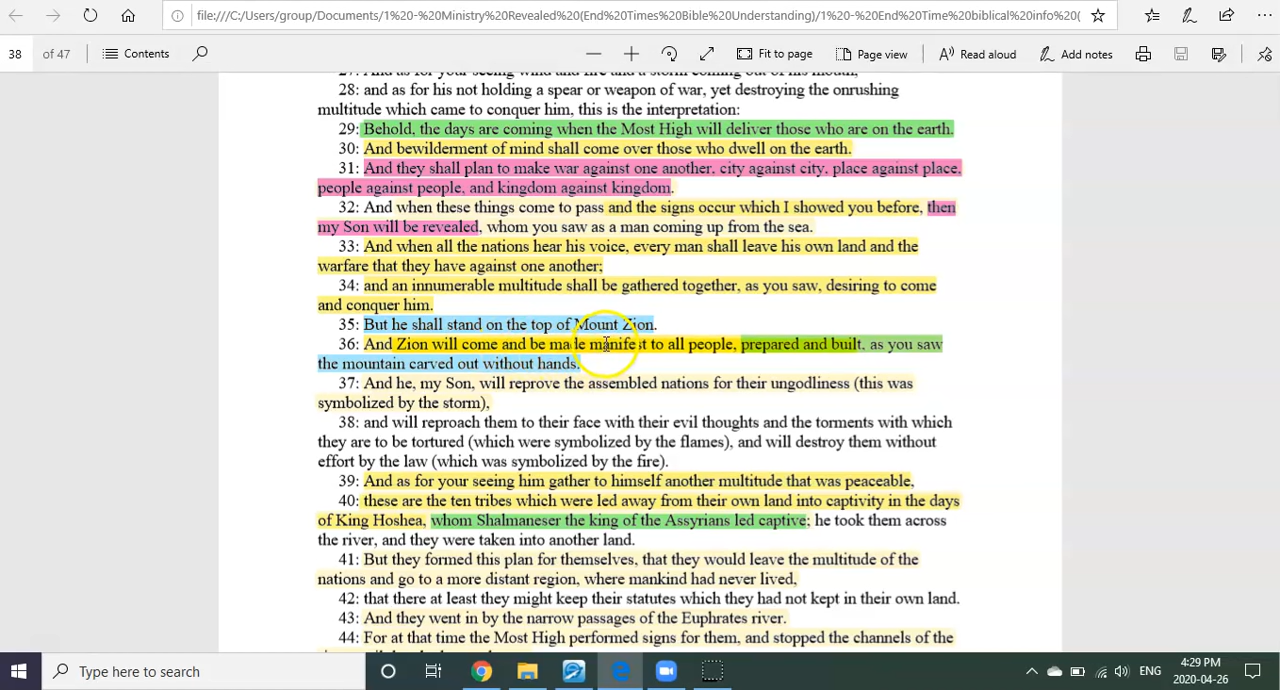 file:///C:/Users/group/Documents/1%20-%20Ministry%20Revealed%20(End%20Times%20Bible%20Understanding)/1%20-%20End%20Time%20biblical%20info%20(
38 of 47 Contents Fit to page Page view Read aloud Add notes
27: And as for your seeing wind and fire and a storm coming out of his mouth,
28: and as for his not holding a spear or weapon of war, yet destroying the onrushing
multitude which came to conquer him, this is the interpretation:
29: Behold, the days are coming when the Most High will deliver those who are on the earth.
30: And bewilderment of mind shall come over those who dwell on the earth.
31: And they shall plan to make war against one another, city against city, place against place,
people against people, and kingdom against kingdom.
32: And when these things come to pass and the signs occur which I showed you before, then
my Son will be revealed, whom you saw as a man coming up from the sea.
33: And when all the nations hear his voice, every man shall leave his own land and the
warfare that they have against one another;
34: and an innumerable multitude shall be gathered together, as you saw, desiring to come
and conquer him.
35: But he shall stand on the top of Mount Zion.
36: And Zion will come and be made manifest to all people, prepared and built, as you saw
the mountain carved out without hands.
37: And he, my Son, will reprove the assembled nations for their ungodliness (this was
symbolized by the storm),
38: and will reproach them to their face with their evil thoughts and the torments with which
they are to be tortured (which were symbolized by the flames), and will destroy them without
effort by the law (which was symbolized by the fire).
39: And as for your seeing him gather to himself another multitude that was peaceable,
40: these are the ten tribes which were led away from their own land into captivity in the days
of King Hoshea, whom Shalmaneser the king of the Assyrians led captive; he took them across
the river, and they were taken into another land.
41: But they formed this plan for themselves, that they would leave the multitude of the
nations and go to a more distant region, where mankind had never lived,
42: that there at least they might keep their statutes which they had not kept in their own land.
43: And they went in by the narrow passages of the Euphrates river.
44: For at that time the Most High performed signs for them, and stopped the channels of the
Type here to search
ENG
4:29 PM
2020-04-26